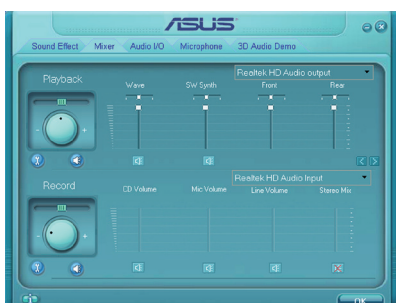 ASUS
Sound Effect Mixer Audio I/O Microphone 3D Audio Demo
Realtek HD Audio output
Playback
Wave SW Synth Front Rear
- +
Realtek HD Audio Input
Record
CD Volume Mic Volume Line Volume Stereo Mix
- +
OK